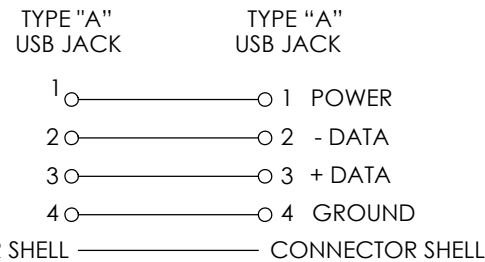 TYPE "A” TYPE “A”
USB JACK USB JACK
1 1 POWER
2 2 - DATA
3 3 + DATA
4 4 GROUND
SHELL CONNECTOR SHELL